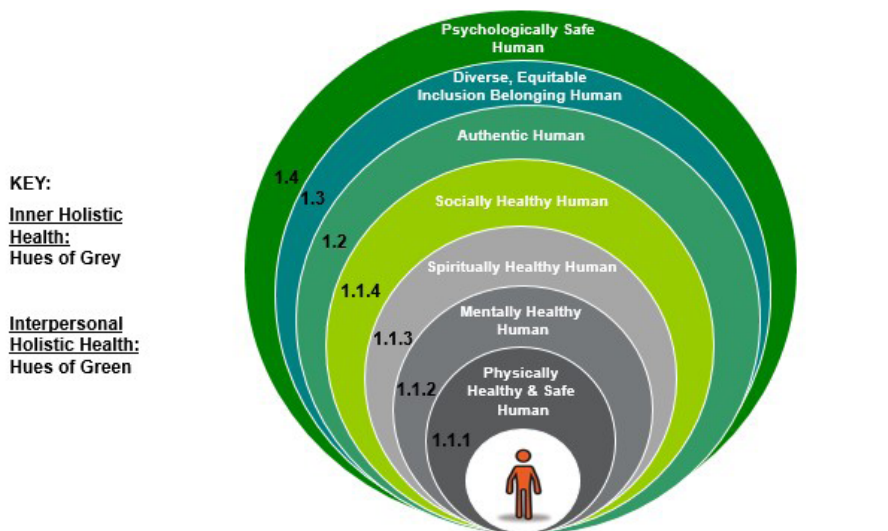 Psychologically Safe
Human
Diverse, Equitable
Inclusion Belonging Human
Authentic Human
1.4
KEY:
1.3
Socially Healthy Human
Inner Holistic
Health:
1.2
Hues of Grey
Spiritually Healthy Human
1.1.4
Mentally Healthy
Human
Interpersonal
1.1.3
Holistic Health:
Hues of Green
Physically
Healthy & Safe
Human
1.1.2
1.1.1